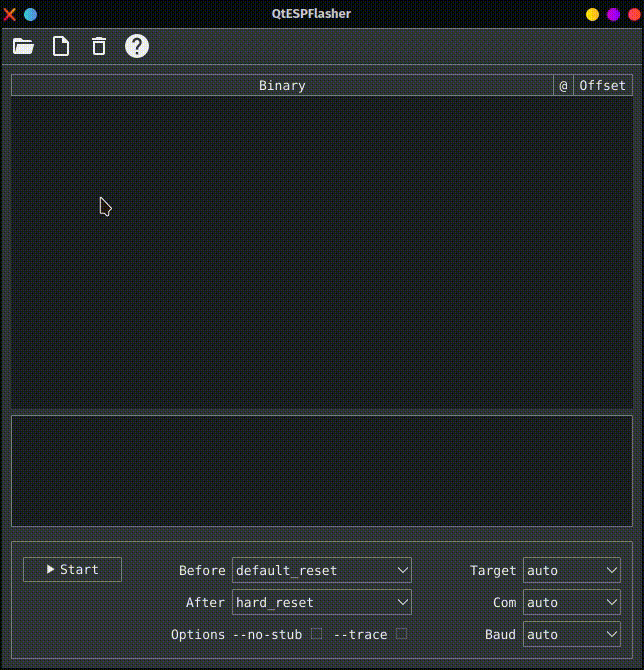 QtESPFlasher
?
Binary @ Offset
Start Before default_reset Target auto
After hard_reset Com auto
Options --no-stub --trace Baud auto